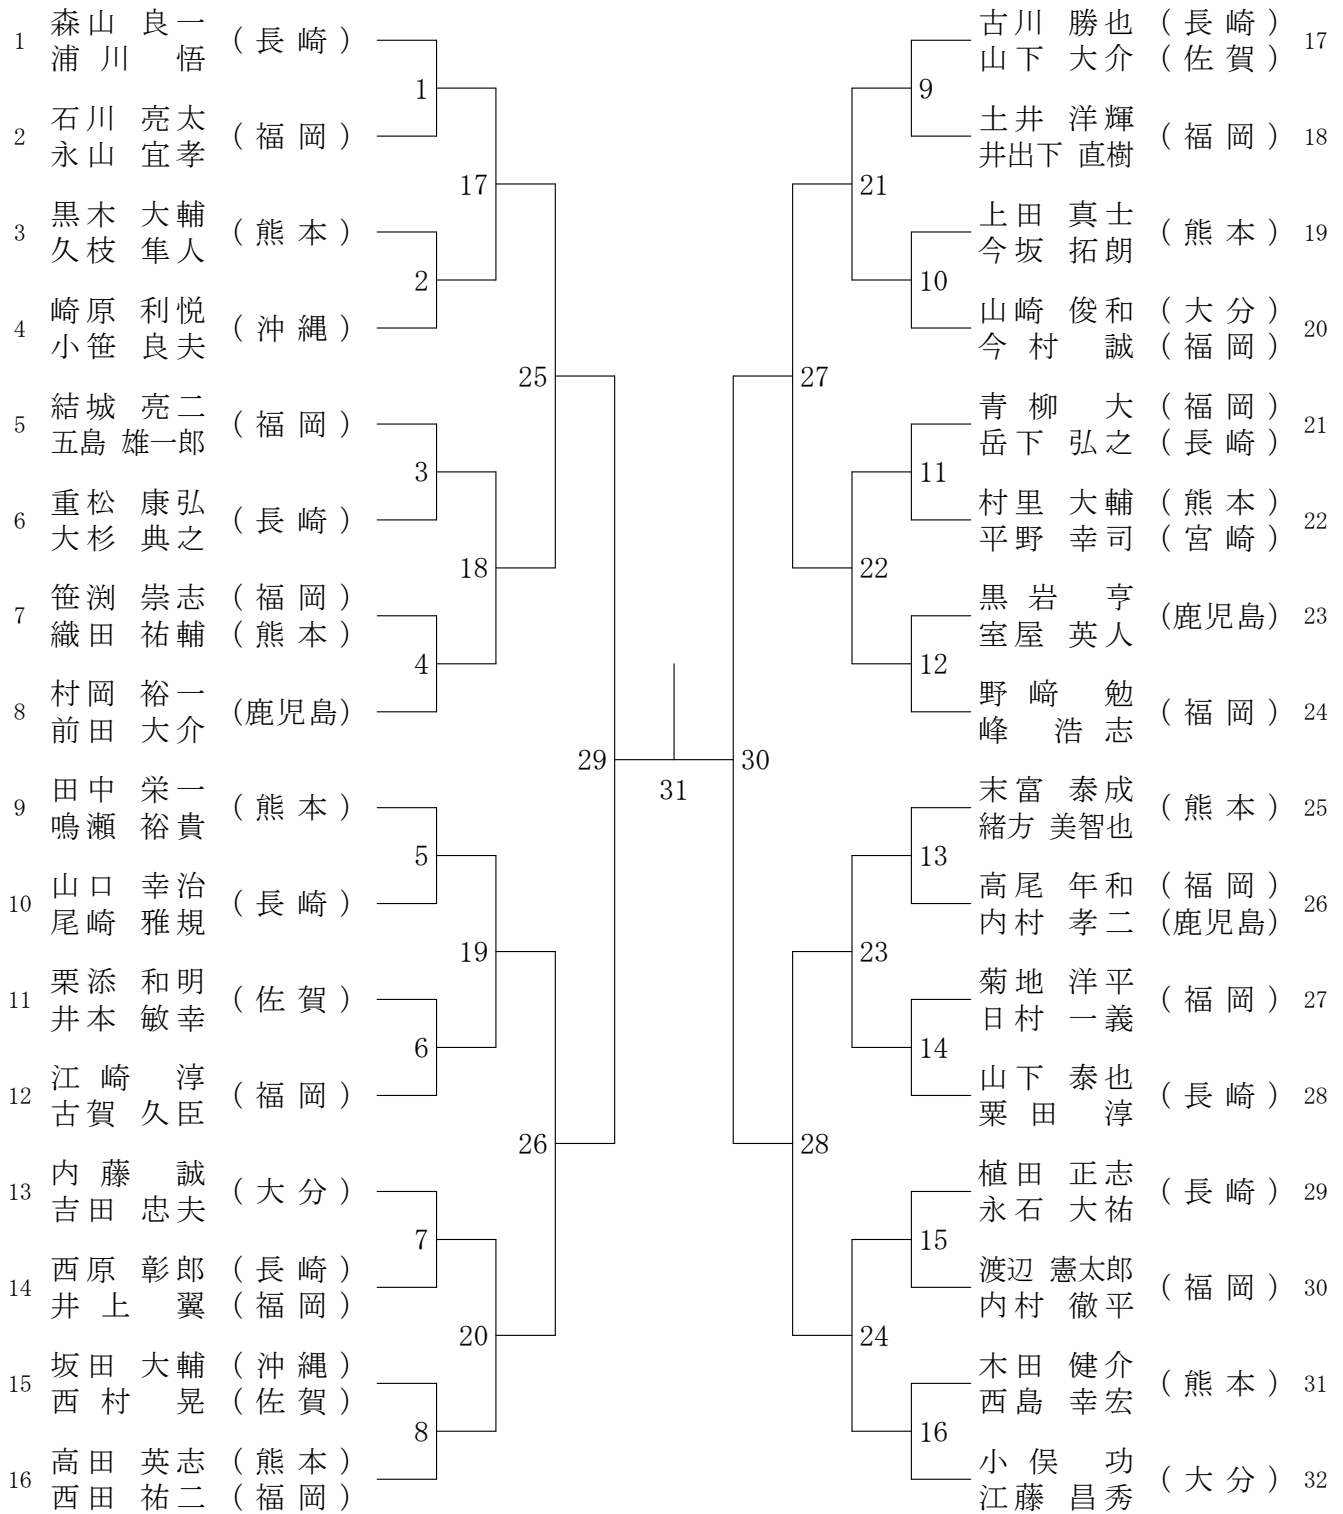 1 森山 良一 (長崎)
浦川 悟
2 石川 亮太 (福岡)
永山 宜孝
3 黒木 大輔 (熊本)
久枝 隼人
4 崎原 利悦 (沖縄)
小笹 良夫
5 結城 亮二 (福岡)
五島 雄一郎
6 重松 康弘 (長崎)
大杉 典之
7 笹渕 崇志 (福岡)
織田 祐輔 (熊本)
8 村岡 裕一 (鹿児島)
前田 大介
9 田中 栄一 (熊本)
鳴瀬 裕貴
10 山口 幸治 (長崎)
尾崎 雅規
11 栗添 和明 (佐賀)
井本 敏幸
12 江崎 淳 (福岡)
古賀 久臣
13 内藤 誠 (大分)
吉田 忠夫
14 西原 彰郎 (長崎)
井上 翼 (福岡)
15 坂田 大輔 (沖縄)
西村 晃 (佐賀)
16 高田 英志 (熊本)
西田 祐二 (福岡)
1
2
3
4
5
6
7
8
17
18
19
20
25
26
29
31
30
27
28
21
22
23
24
9
10
11
12
13
14
15
16
古川 勝也 (長崎) 17
山下 大介 (佐賀)
土井 洋輝 (福岡) 18
井出下 直樹
上田 真士 (熊本) 19
今坂 拓朗
山崎 俊和 (大分) 20
今村 誠 (福岡)
青柳 大 (福岡) 21
岳下 弘之 (長崎)
村里 大輔 (熊本) 22
平野 幸司 (宮崎)
黒岩 亨 (鹿児島) 23
室屋 英人
野﨑 勉 (福岡) 24
峰 浩志
末富 泰成 (熊本) 25
緒方 美智也
高尾 年和 (福岡) 26
内村 孝二 (鹿児島)
菊地 洋平 (福岡) 27
日村 一義
山下 泰也 (長崎) 28
粟田 淳
植田 正志 (長崎) 29
永石 大祐
渡辺 憲太郎 (福岡) 30
内村 徹平
木田 健介 (熊本) 31
西島 幸宏
小俣 功 (大分) 32
江藤 昌秀